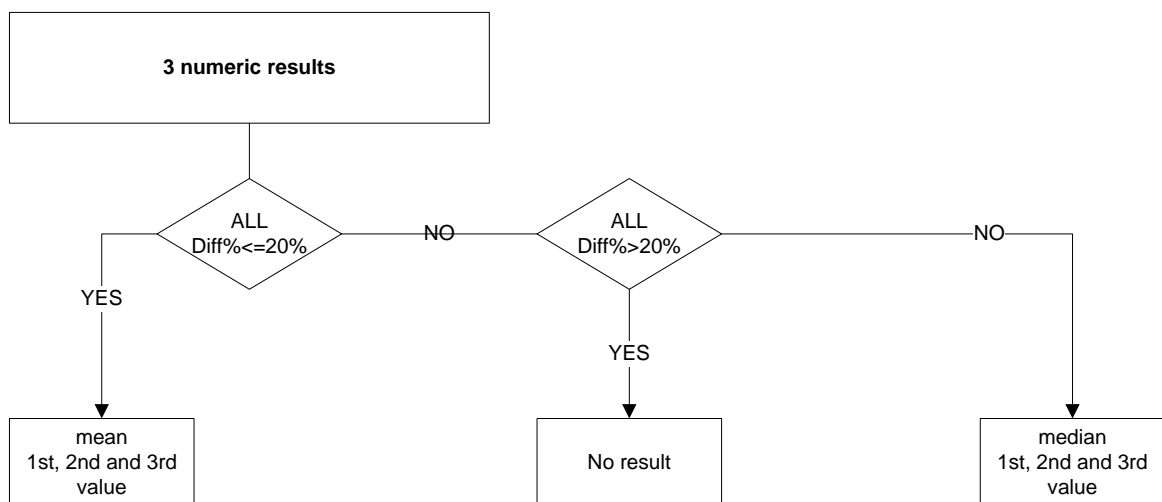 3 numeric results
ALL
Diff%<=20%
NO
ALL
Diff%>20%
NO
YES
YES
mean
1st, 2nd and 3rd
value
No result
median
1st, 2nd and 3rd
value